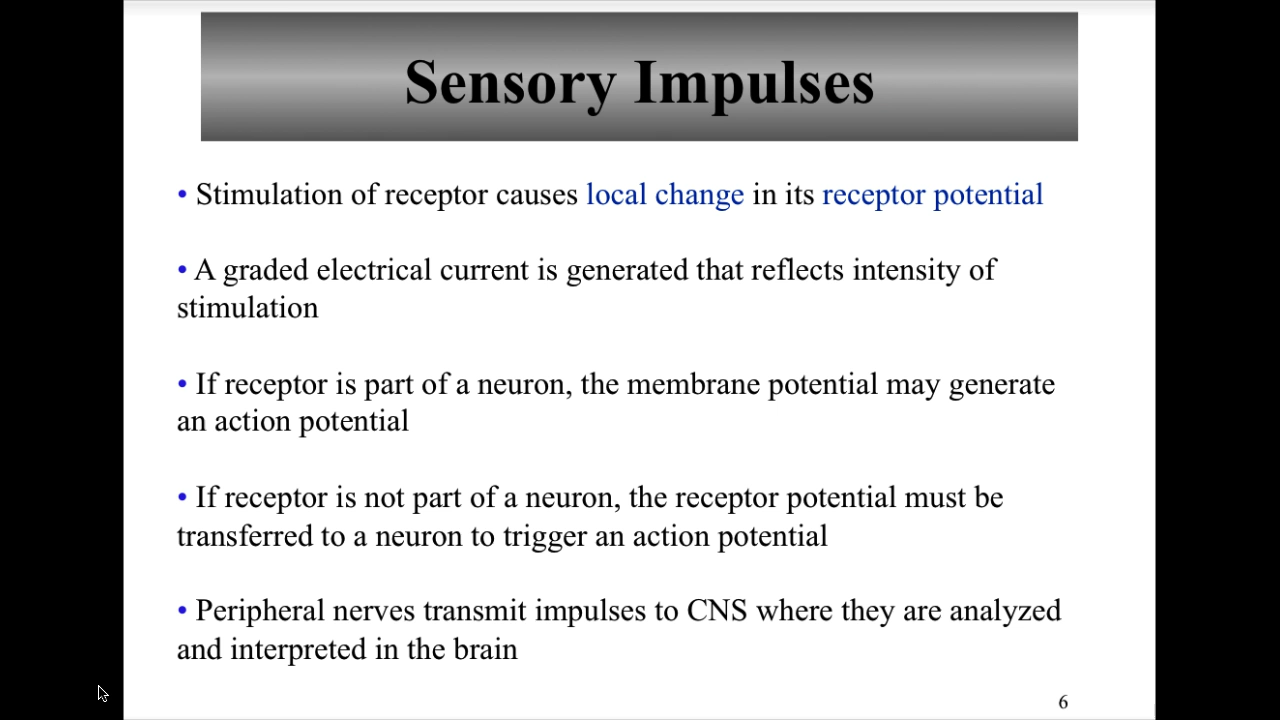 Sensory Impulses
• Stimulation of receptor causes local change in its receptor potential
• A graded electrical current is generated that reflects intensity of
stimulation
• If receptor is part of a neuron, the membrane potential may generate
an action potential
• If receptor is not part of a neuron, the receptor potential must be
transferred to a neuron to trigger an action potential
• Peripheral nerves transmit impulses to CNS where they are analyzed
and interpreted in the brain
6